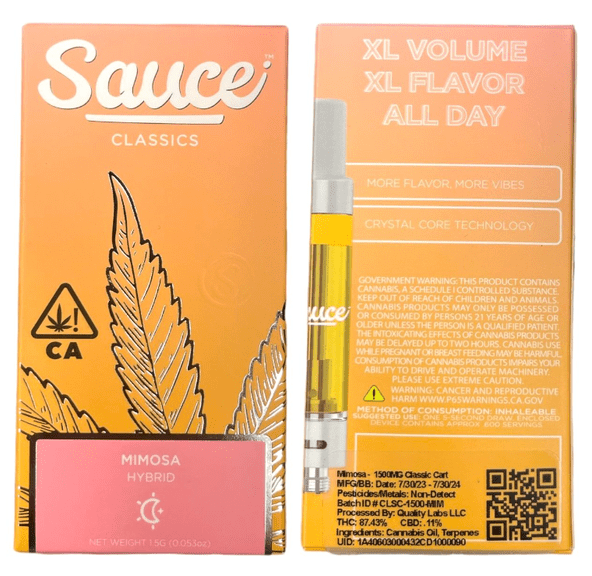 Sauce™
CLASSICS
CA
MIMOSA
HYBRID
NET WEIGHT 1.5G (0.053oz)
XL VOLUME
XL FLAVOR
ALL DAY
MORE FLAVOR. MORE VIBES
CRYSTAL CORE TECHNOLOGY
Sauce
GOVERNMENT WARNING: THIS PRODUCT CONTAINS
CANNABIS, A SCHEDULE I CONTROLLED SUBSTANCE.
KEEP OUT OF REACH OF CHILDREN AND ANIMALS.
CANNABIS PRODUCTS MAY ONLY BE POSSESSED
OR CONSUMED BY PERSONS 21 YEARS OF AGE OR
OLDER UNLESS THE PERSON IS A QUALIFIED PATIENT.
THE INTOXICATING EFFECTS OF CANNABIS PRODUCTS
MAY BE DELAYED UP TO TWO HOURS. CANNABIS USE
WHILE PREGNANT OR BREAST FEEDING MAY BE HARMFUL.
CONSUMPTION OF CANNABIS PRODUCTS IMPAIRS YOUR
ABILITY TO DRIVE AND OPERATE MACHINERY.
PLEASE USE EXTREME CAUTION.
WARNING: CANCER AND REPRODUCTIVE
HARM WWW.P65WARNINGS.CA.GOV
METHOD OF CONSUMPTION: INHALEABLE
SUGGESTED USE: ONE 3-SECOND DRAW. ENCLOSED
DEVICE CONTAINS APPROX. 600 SERVINGS
Mimosa - 1500MG Classic Cart
MFG/BB: Date: 7/30/23 - 7/30/24
Pesticides/Metals: Non-Detect
Batch ID # CLSC-1500-MIM
Processed By: Quality Labs LLC
THC: 87.43% CBD: .11%
Ingredients: Cannabis Oil, Terpenes
UID: 1A40603000432CD1000090